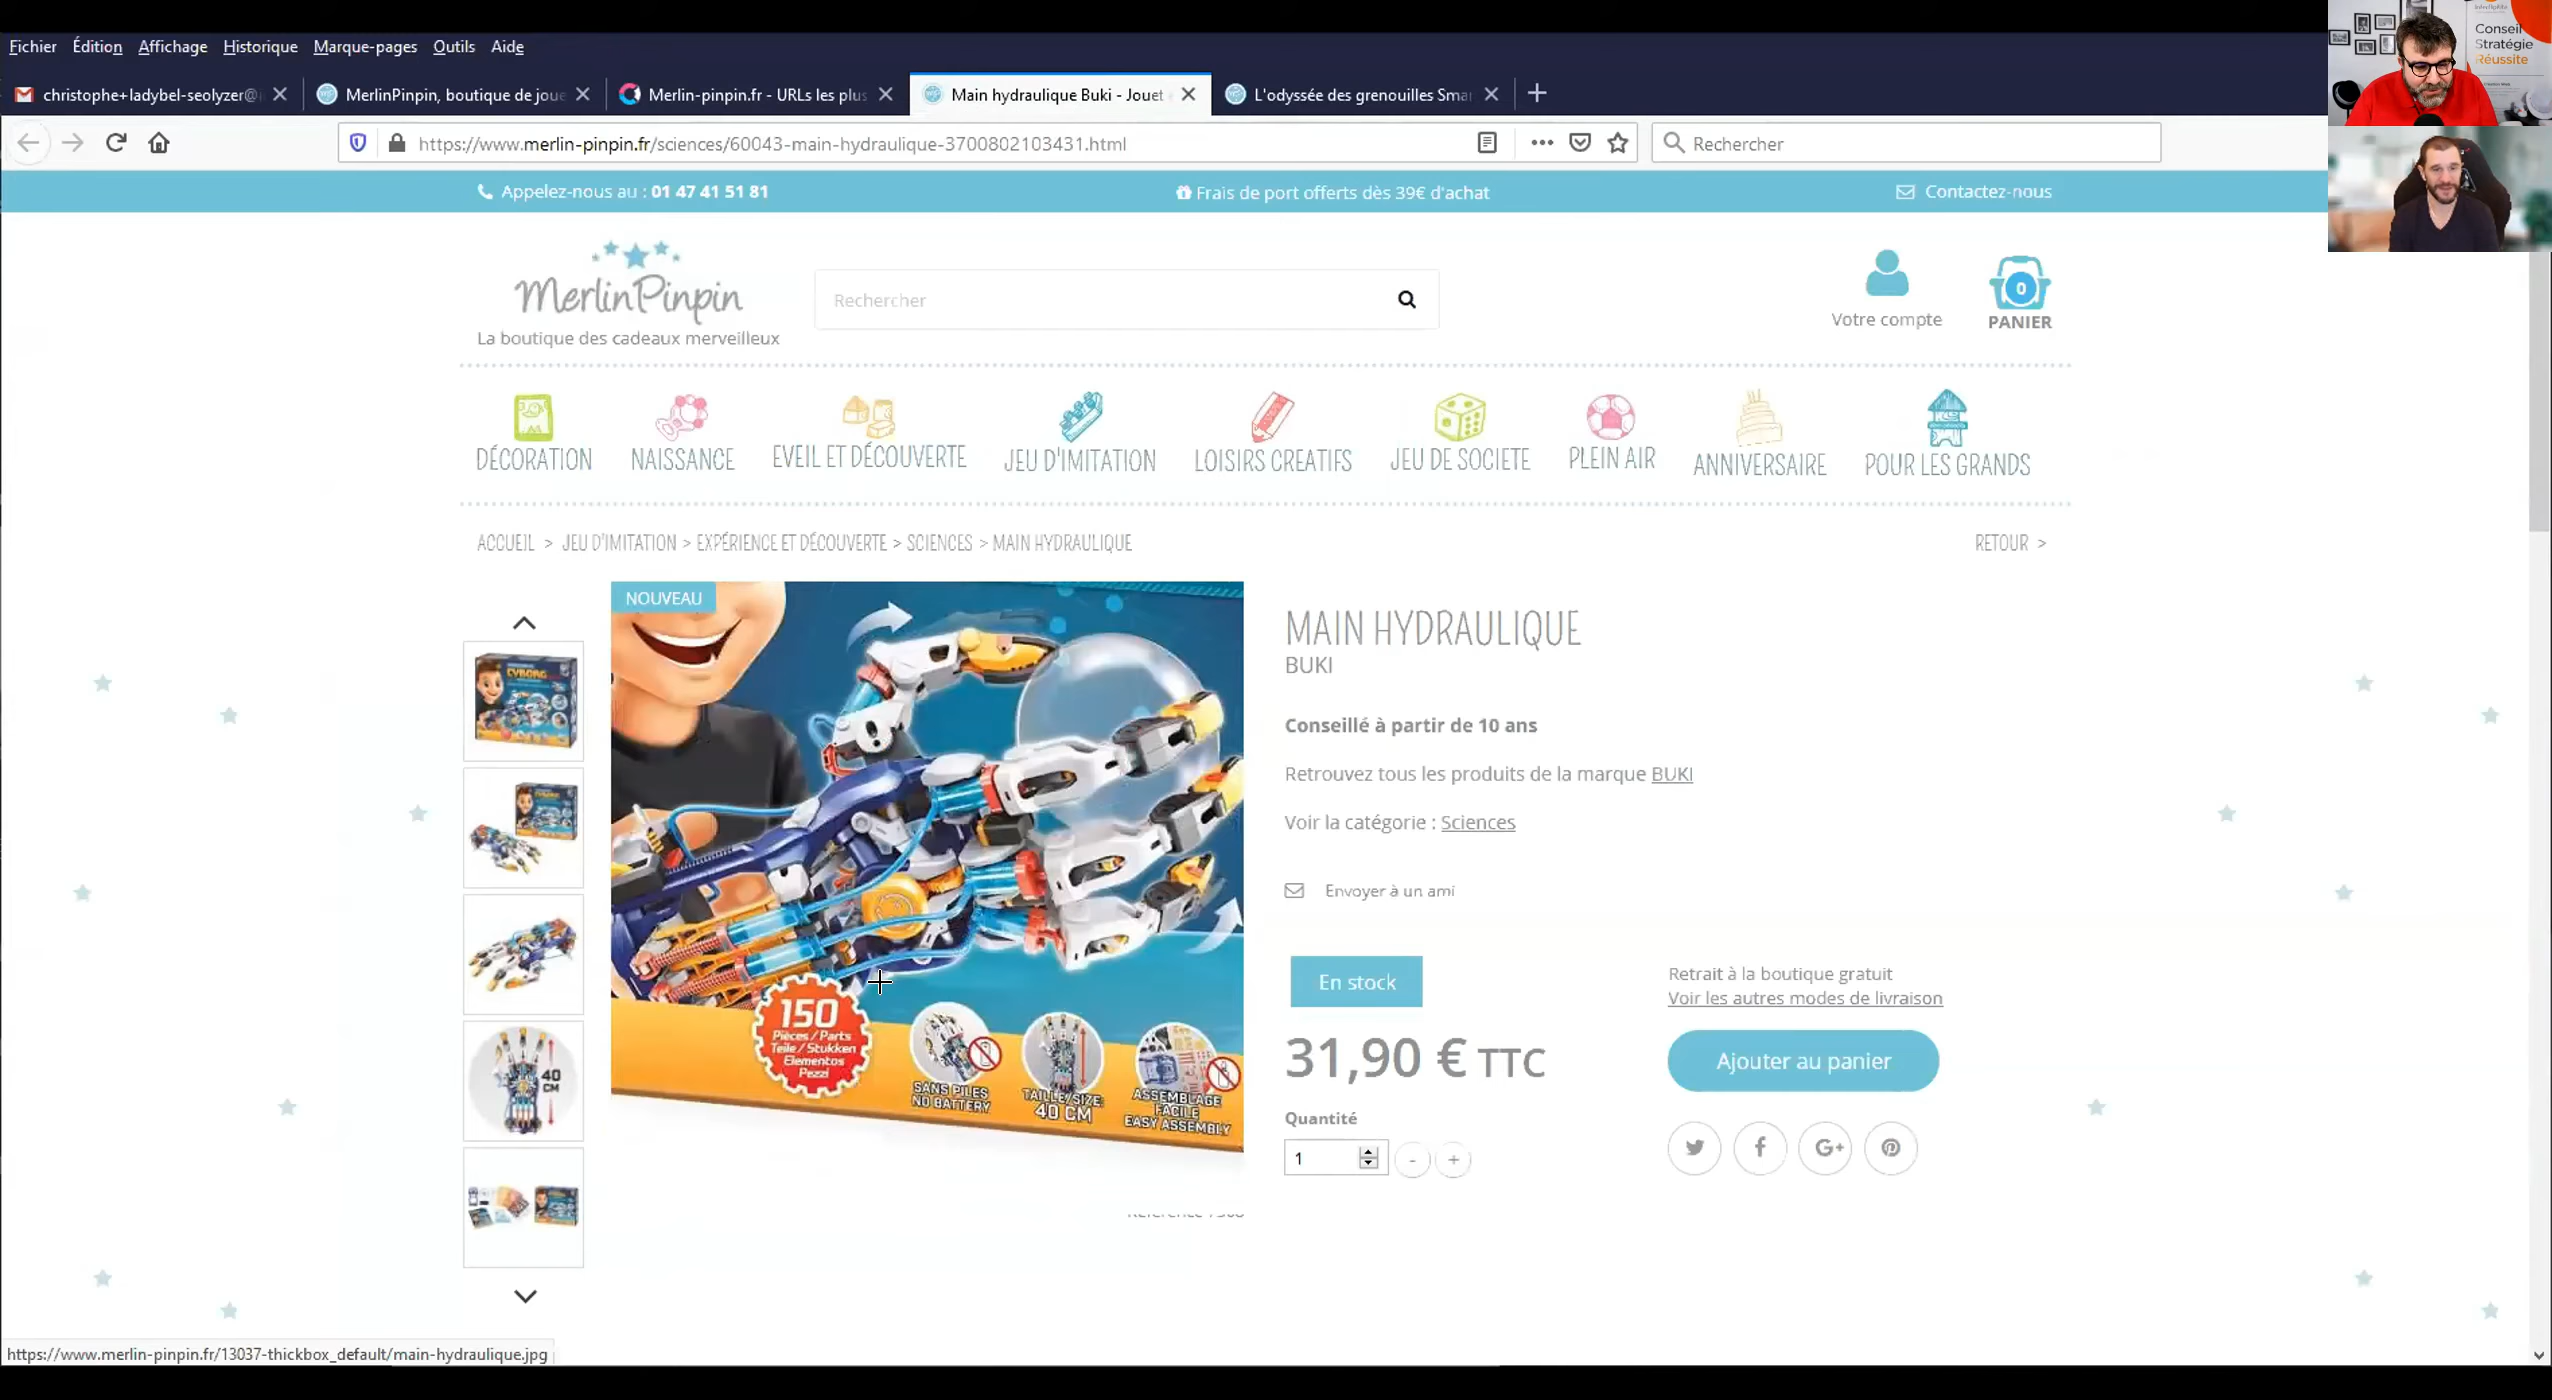 Fichier Édition Affichage Historique Marque-pages Outils Aide
christophe+ladybel-seolyzer@
MerlinPinpin, boutique de joue
Merlin-pinpin.fr - URLs les plus
Main hydraulique Buki - Jouet
L'odyssée des grenouilles Sma
https://www.merlin-pinpin.fr/sciences/60043-main-hydraulique-3700802103431.html
Rechercher
Conseil
Stratégie
Réussite
Appelez-nous au : 01 47 41 51 81
Frais de port offerts dès 39€ d'achat
Contactez-nous
MerlinPinpin
La boutique des cadeaux merveilleux
Rechercher
Votre compte
0
PANIER
DÉCORATION
NAISSANCE
EVEIL ET DÉCOUVERTE
JEU D'IMITATION
LOISIRS CREATIFS
JEU DE SOCIETE
PLEIN AIR
ANNIVERSAIRE
POUR LES GRANDS
ACCUEIL > JEU D'IMITATION > EXPÉRIENCE ET DÉCOUVERTE > SCIENCES > MAIN HYDRAULIQUE
RETOUR >
NOUVEAU
CYBORG
40
CM
150
Pièces / Parts
Teile / Stukken
Elementos
Pezzi
SANS PILES
NO BATTERY
TAILLE/SIZE:
40 CM
ASSEMBLAGE
FACILE
EASY ASSEMBLY
MAIN HYDRAULIQUE
BUKI
Conseillé à partir de 10 ans
Retrouvez tous les produits de la marque BUKI
Voir la catégorie : Sciences
Envoyer à un ami
En stock
Retrait à la boutique gratuit
Voir les autres modes de livraison
31,90 € TTC
Ajouter au panier
Quantité
1
- +
G+
https://www.merlin-pinpin.fr/13037-thickbox_default/main-hydraulique.jpg